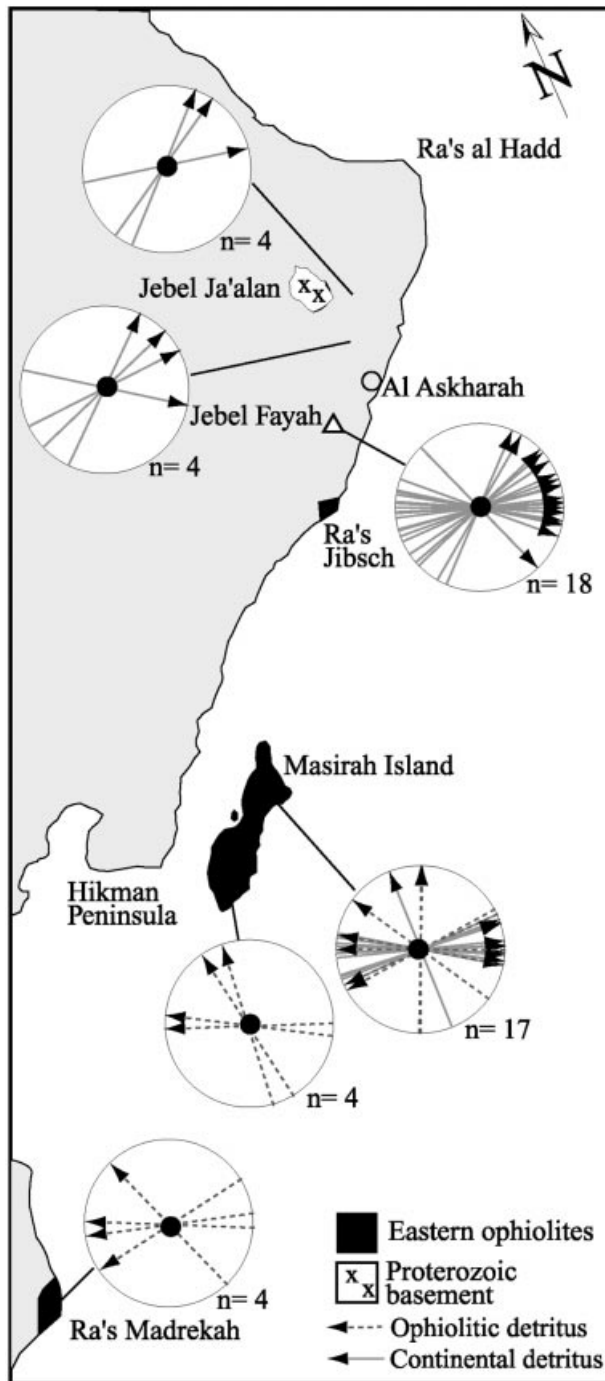 N
Ra's al Hadd
n= 4
Jebel Ja'alan
x x
Al Askharah
Jebel Fayah
n= 4
Ra's
Jibsch
n= 18
Masirah Island
Hikman
Peninsula
n= 17
n= 4
Eastern ophiolites
x x
Proterozoic
basement
n= 4
Ophiolitic detritus
Ra's Madrekah
Continental detritus